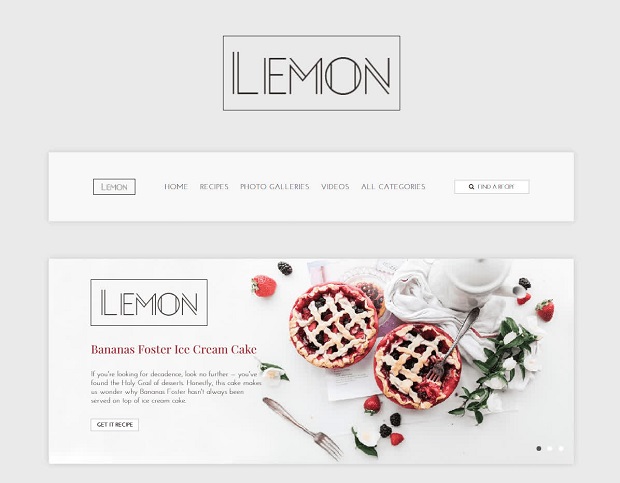 LEMON
LEMON HOME RECIPES PHOTO GALLERIES VIDEOS ALL CATEGORIES FIND A RECIPE
LEMON
Bananas Foster Ice Cream Cake
If you're looking for decadence, look no further — you've
found the Holy Grail of desserts. Honestly, this cake makes
us wonder why Bananas Foster hasn't always been
served on top of ice cream cake.
GET IT RECIPE